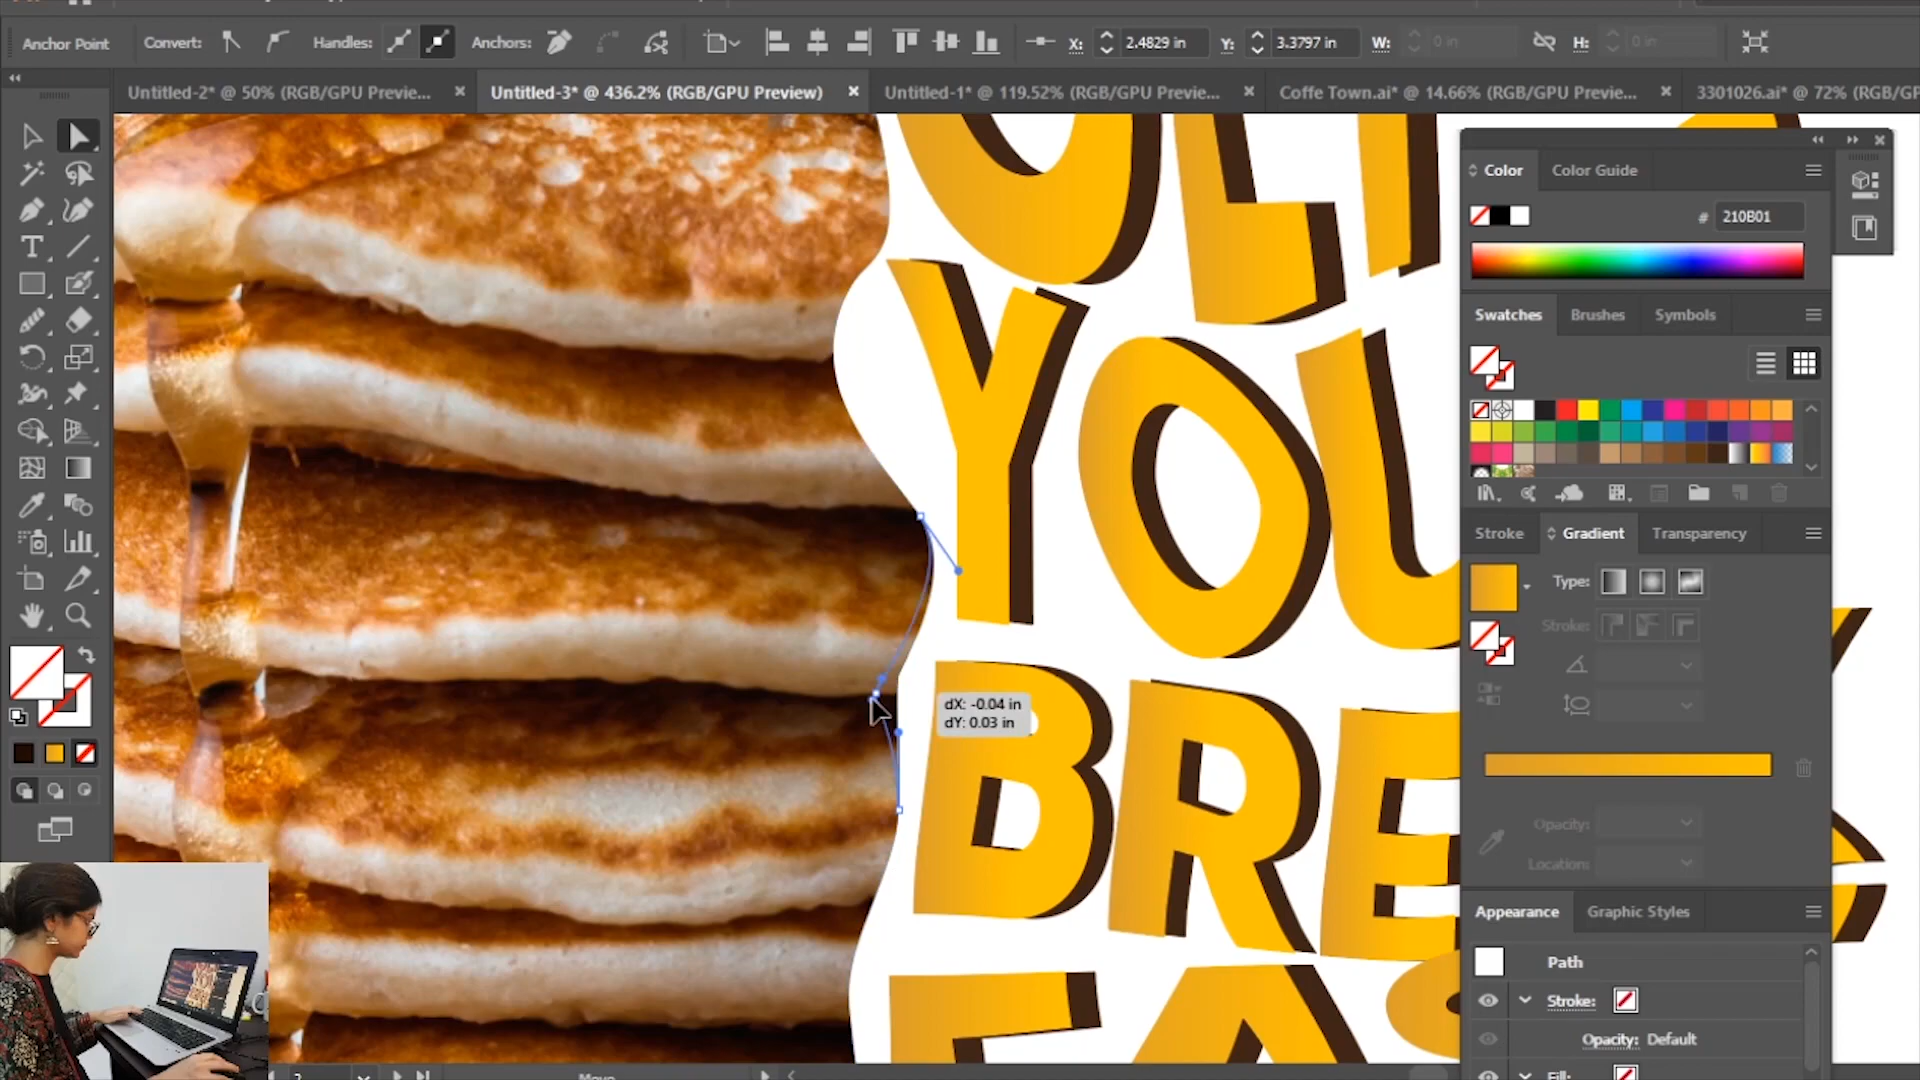 Anchor Point Convert: Handles: Anchors: X: 2.4829 in Y: 3.3797 in W: 0 in H: 0 in
Untitled-2* @ 50% (RGB/GPU Previe... Untitled-3* @ 436.2% (RGB/GPU Preview) Untitled-1* @ 119.52% (RGB/GPU Previe... Coffe Town.ai* @ 14.66% (RGB/GPU Previe... 3301026.ai* @ 72% (RGB/GP
Color Color Guide
# 210B01
YOU
Swatches Brushes Symbols
Stroke Gradient Transparency
Type:
Stroke:
dX: -0.04 in
dY: 0.03 in
BRE
Opacity:
Location:
Appearance Graphic Styles
Path
Stroke:
Opacity: Default
Fill:
Move